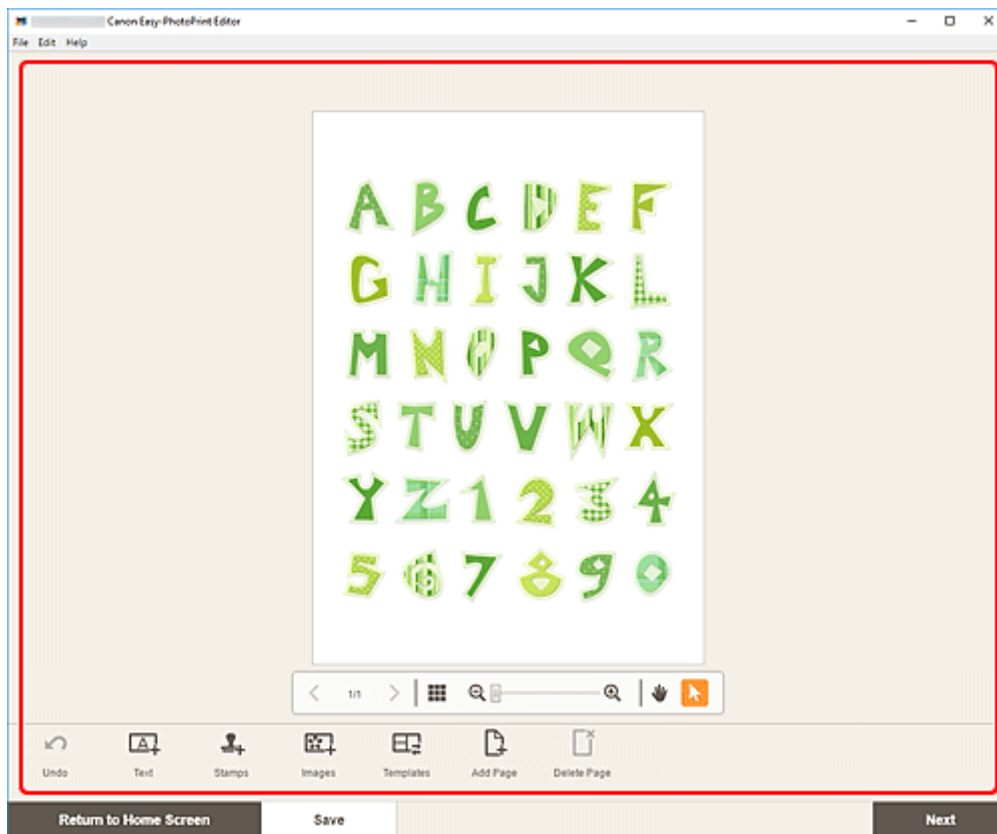 Canon Easy-PhotoPrint Editor
File Edit Help
A B C D E F
G H I J K L
M N O P Q R
S T U V W X
Y Z 1 2 3 4
5 6 7 8 9 0
1/1
A
Undo Text Stamps Images Templates Add Page Delete Page
Return to Home Screen Save Next